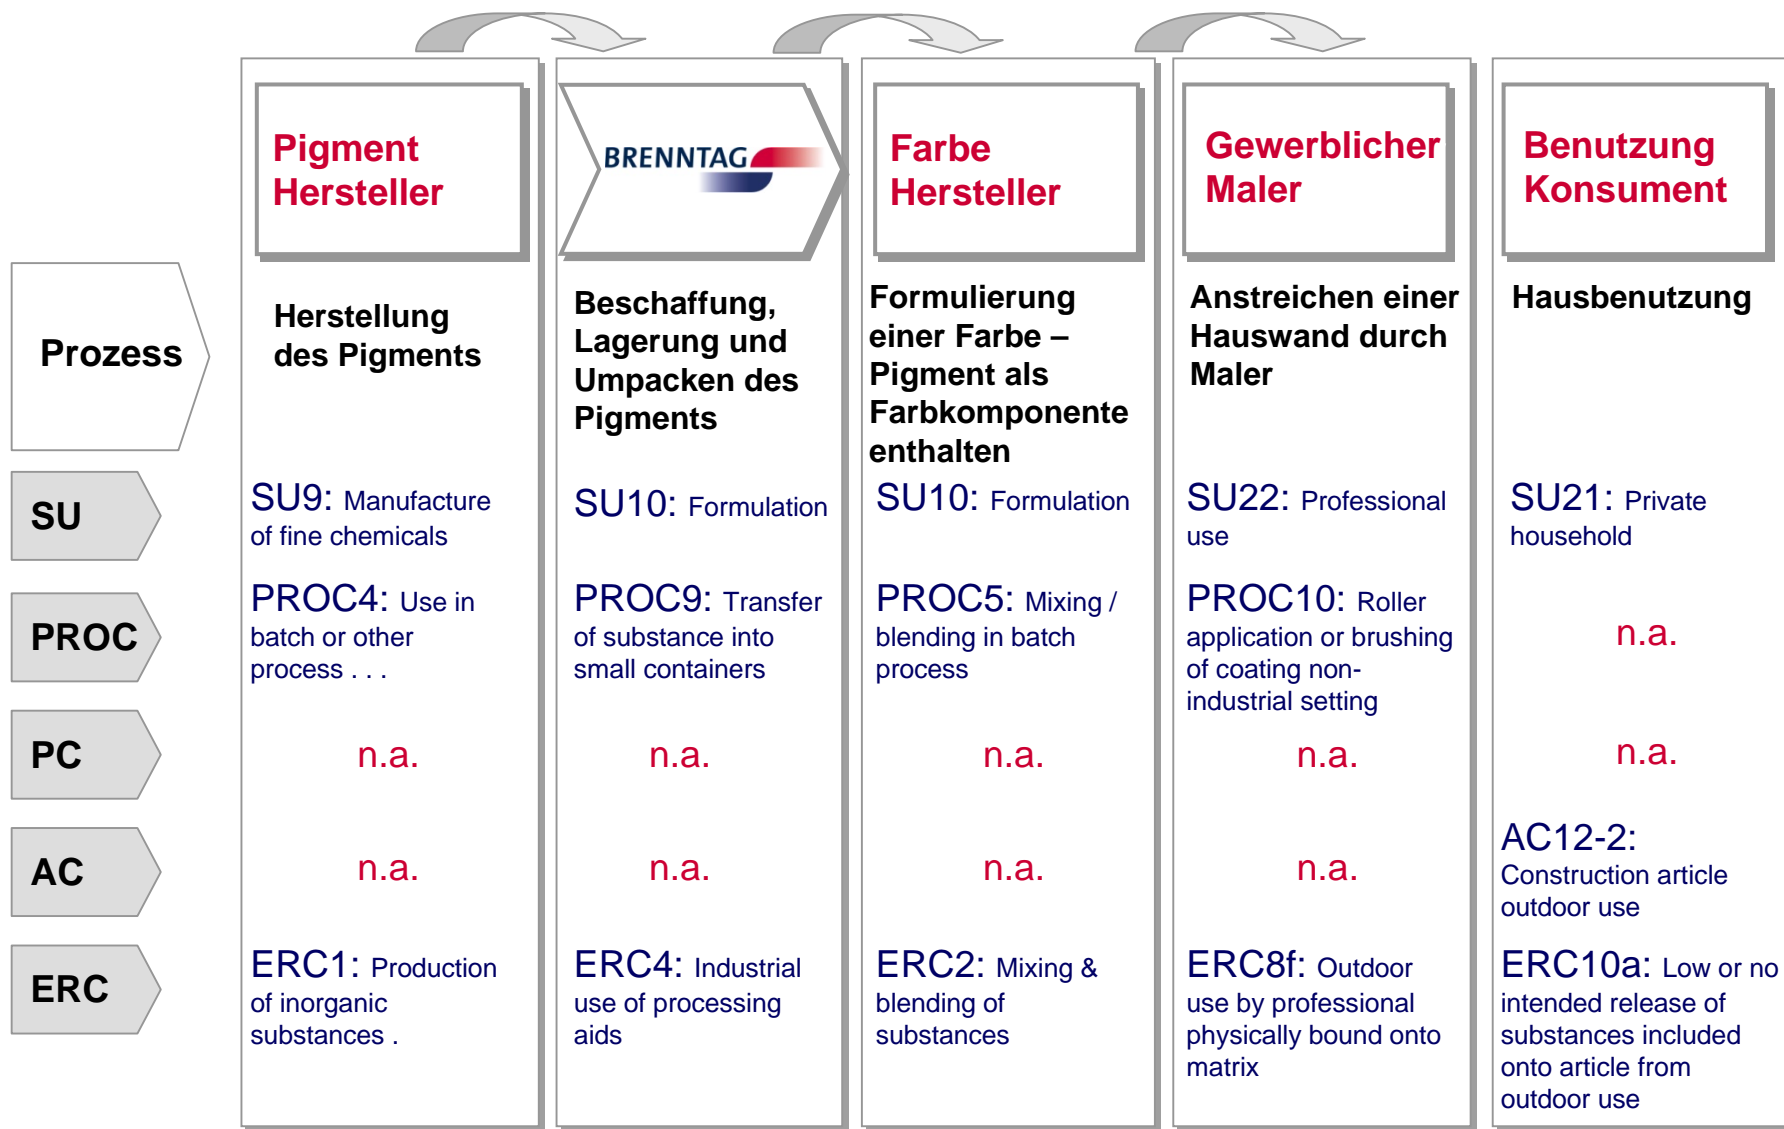 Pigment
Hersteller
BRENNTAG
Farbe
Hersteller
Gewerblicher
Maler
Benutzung
Konsument
Prozess
Herstellung
des Pigments
Beschaffung,
Lagerung und
Umpacken des
Pigments
Formulierung
einer Farbe –
Pigment als
Farbkomponente
enthalten
Anstreichen einer
Hauswand durch
Maler
Hausbenutzung
SU
SU9: Manufacture
of fine chemicals
SU10: Formulation
SU10: Formulation
SU22: Professional
use
SU21: Private
household
PROC
PROC4: Use in
batch or other
process . . .
PROC9: Transfer
of substance into
small containers
PROC5: Mixing /
blending in batch
process
PROC10: Roller
application or brushing
of coating non-
industrial setting
n.a.
PC
n.a.
n.a.
n.a.
n.a.
n.a.
AC
n.a.
n.a.
n.a.
n.a.
AC12-2:
Construction article
outdoor use
ERC
ERC1: Production
of inorganic
substances .
ERC4: Industrial
use of processing
aids
ERC2: Mixing &
blending of
substances
ERC8f: Outdoor
use by professional
physically bound onto
matrix
ERC10a: Low or no
intended release of
substances included
onto article from
outdoor use